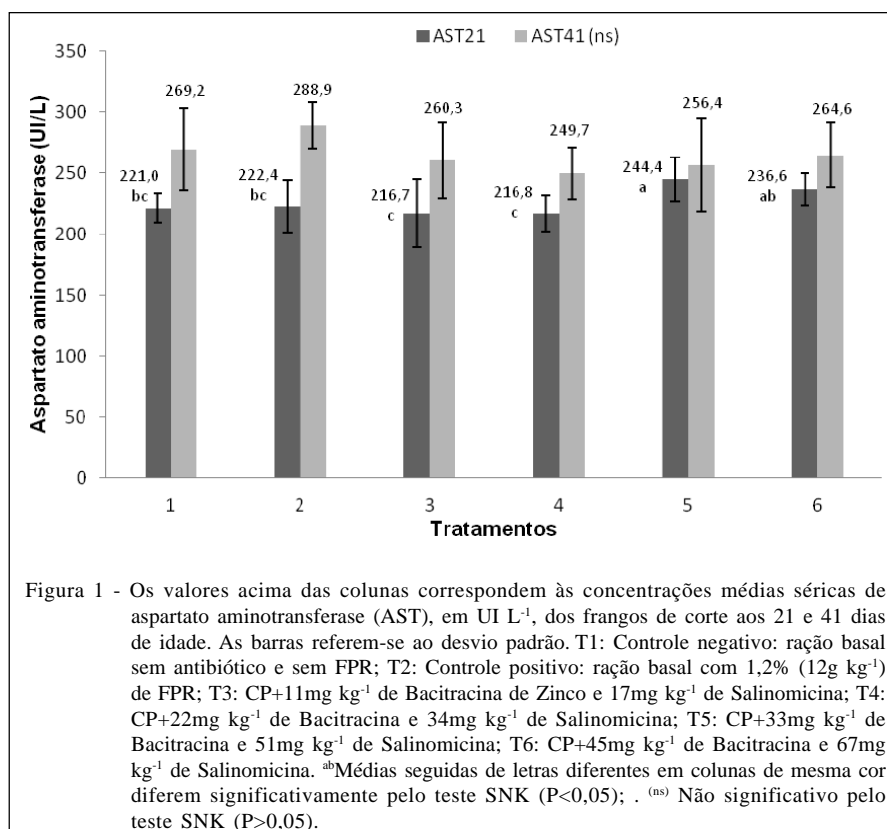 AST21 AST41 (ns)
350
300
250
200
150
100
50
0
Aspartato aminotransferase (UI/L)
221,0
bc
269,2
222,4
bc
288,9
216,7
c
260,3
216,8
c
249,7
244,4
a
256,4
236,6
ab
264,6
1 2 3 4 5 6
Tratamentos
Figura 1 - Os valores acima das colunas correspondem às concentrações médias séricas de
aspartato aminotransferase (AST), em UI L-1, dos frangos de corte aos 21 e 41 dias
de idade. As barras referem-se ao desvio padrão. T1: Controle negativo: ração basal
sem antibiótico e sem FPR; T2: Controle positivo: ração basal com 1,2% (12g kg-1)
de FPR; T3: CP+11mg kg-1 de Bacitracina de Zinco e 17mg kg-1 de Salinomicina; T4:
CP+22mg kg-1 de Bacitracina e 34mg kg-1 de Salinomicina; T5: CP+33mg kg-1 de
Bacitracina e 51mg kg-1 de Salinomicina; T6: CP+45mg kg-1 de Bacitracina e 67mg
kg-1 de Salinomicina. abMédias seguidas de letras diferentes em colunas de mesma cor
diferem significativamente pelo teste SNK (P<0,05); . (ns) Não significativo pelo
teste SNK (P>0,05).